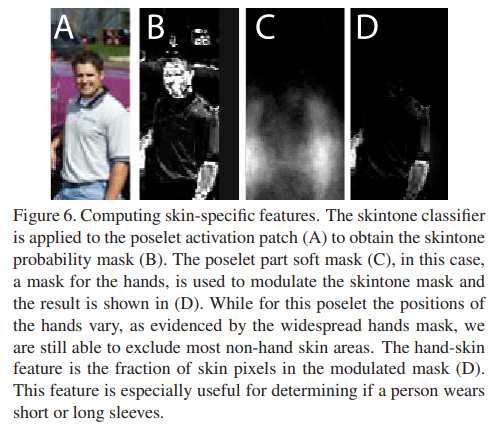 A B C D
Figure 6. Computing skin-specific features. The skintone classifier
is applied to the poselet activation patch (A) to obtain the skintone
probability mask (B). The poselet part soft mask (C), in this case,
a mask for the hands, is used to modulate the skintone mask and
the result is shown in (D). While for this poselet the positions of
the hands vary, as evidenced by the widespread hands mask, we
are still able to exclude most non-hand skin areas. The hand-skin
feature is the fraction of skin pixels in the modulated mask (D).
This feature is especially useful for determining if a person wears
short or long sleeves.